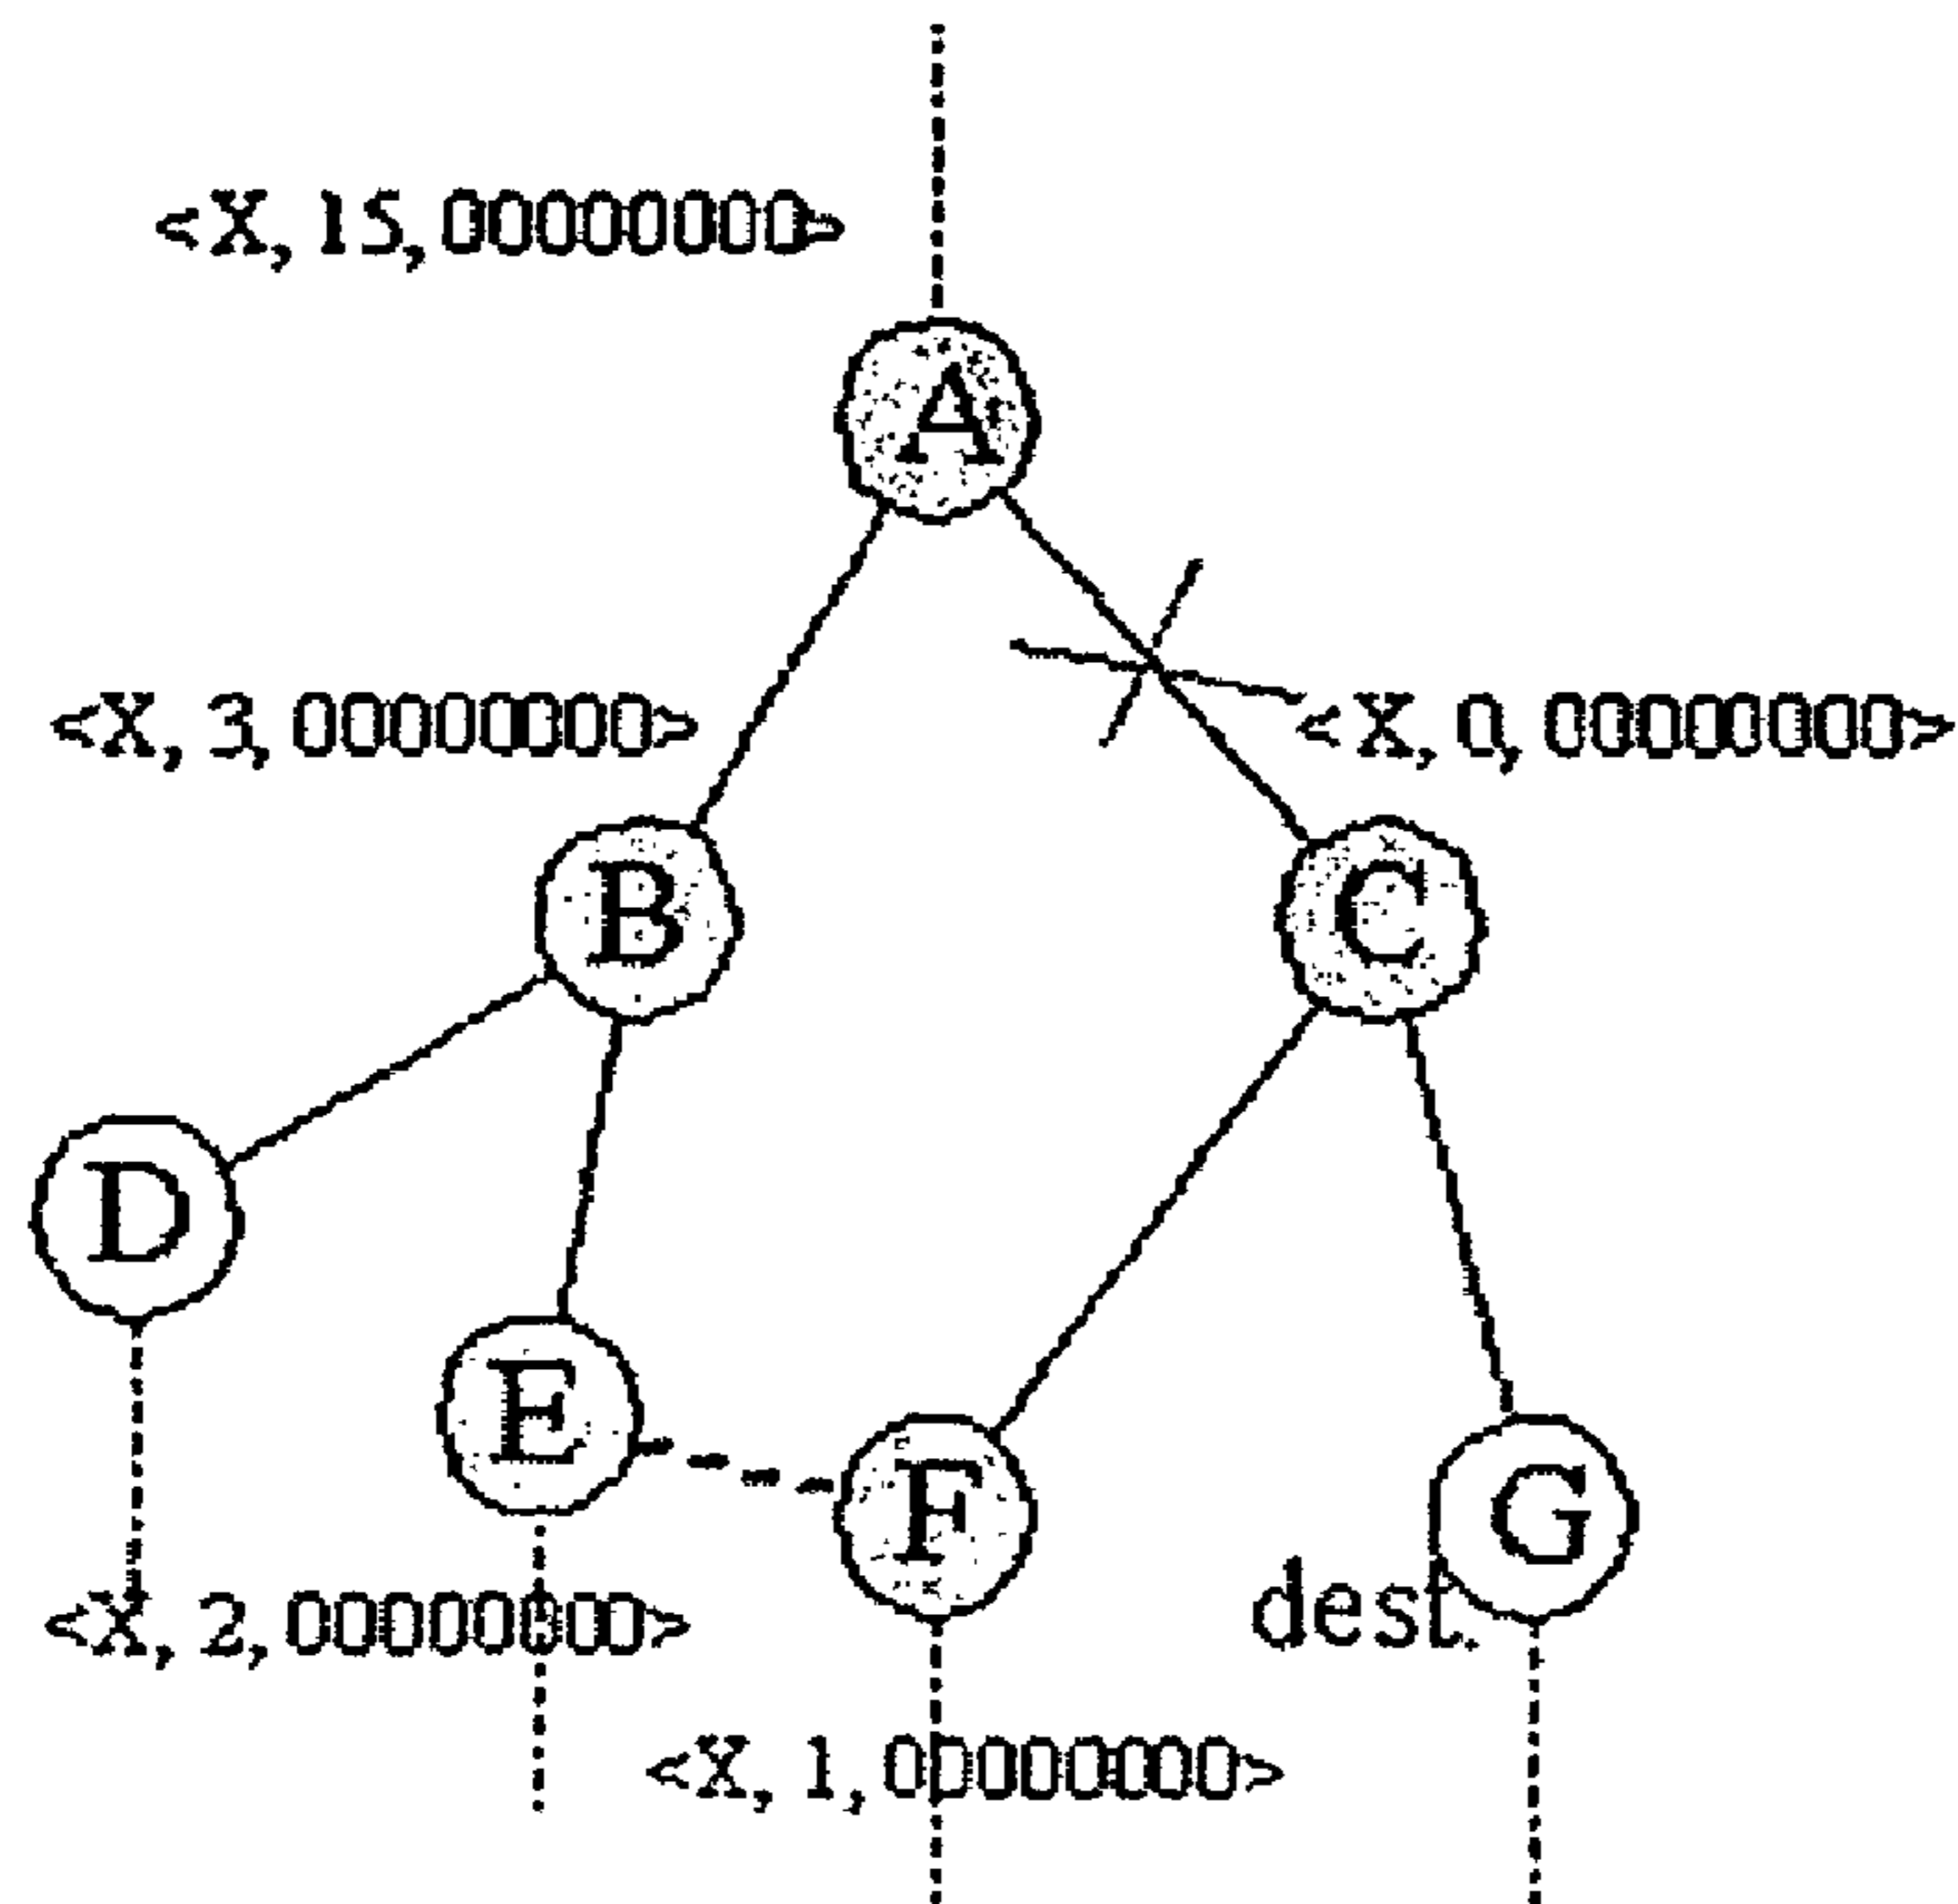 <X, 15, 00000000>
A
<X, 3, 00000000>
<X, 0, 00000000>
B
C
D
E
F
G
dest.
<X, 2, 00000000>
<X, 1, 00000000>